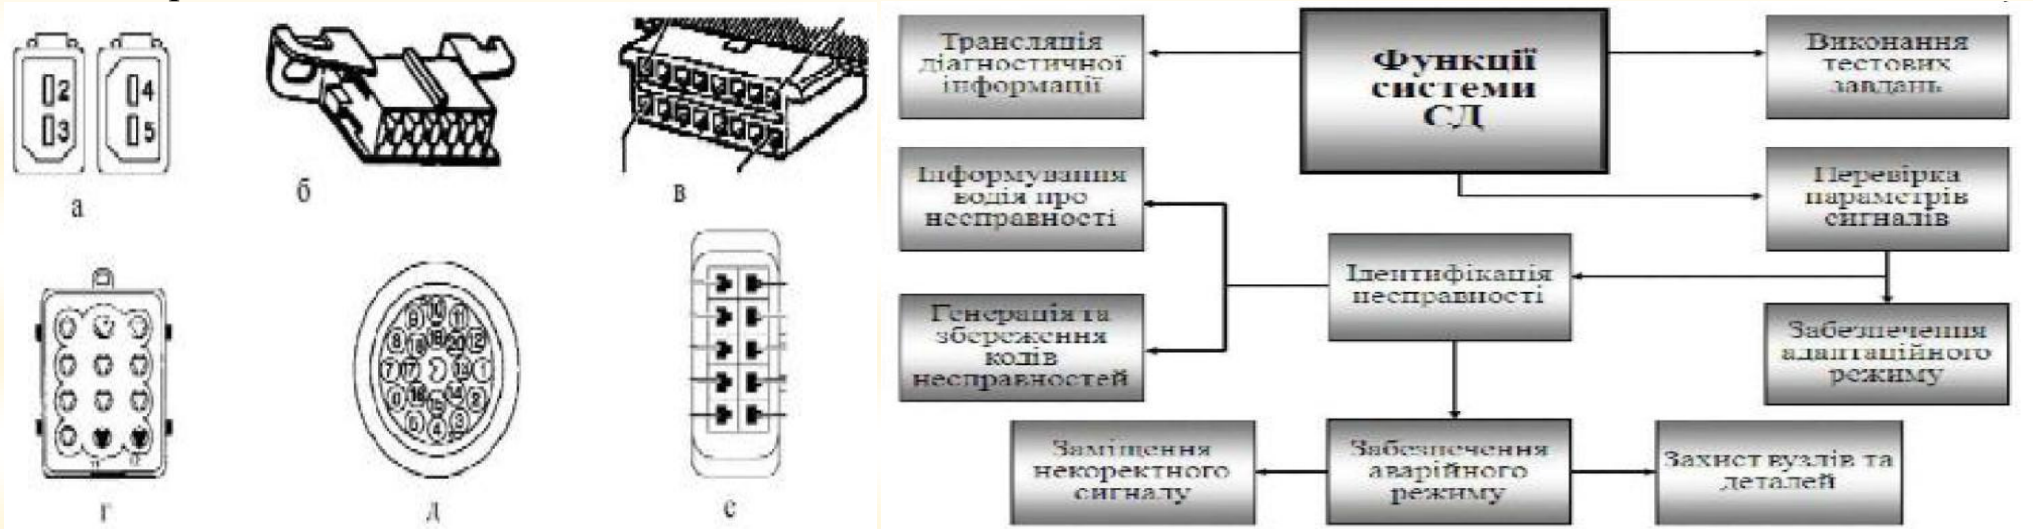 2
3
4
5
а
б
в
г
д
е
Трансляція
діагностичної
інформації
Функції
системи
СД
Виконання
тестових
завдань
Інформування
водія про
несправності
Перевірка
параметрів
сигналів
Ідентифікація
несправності
Генерація та
збереження
кодів
несправностей
Забезпечення
адаптаційного
режиму
Заміщення
некоректного
сигналу
Забезпечення
аварійного
режиму
Захист вузлів та
деталей